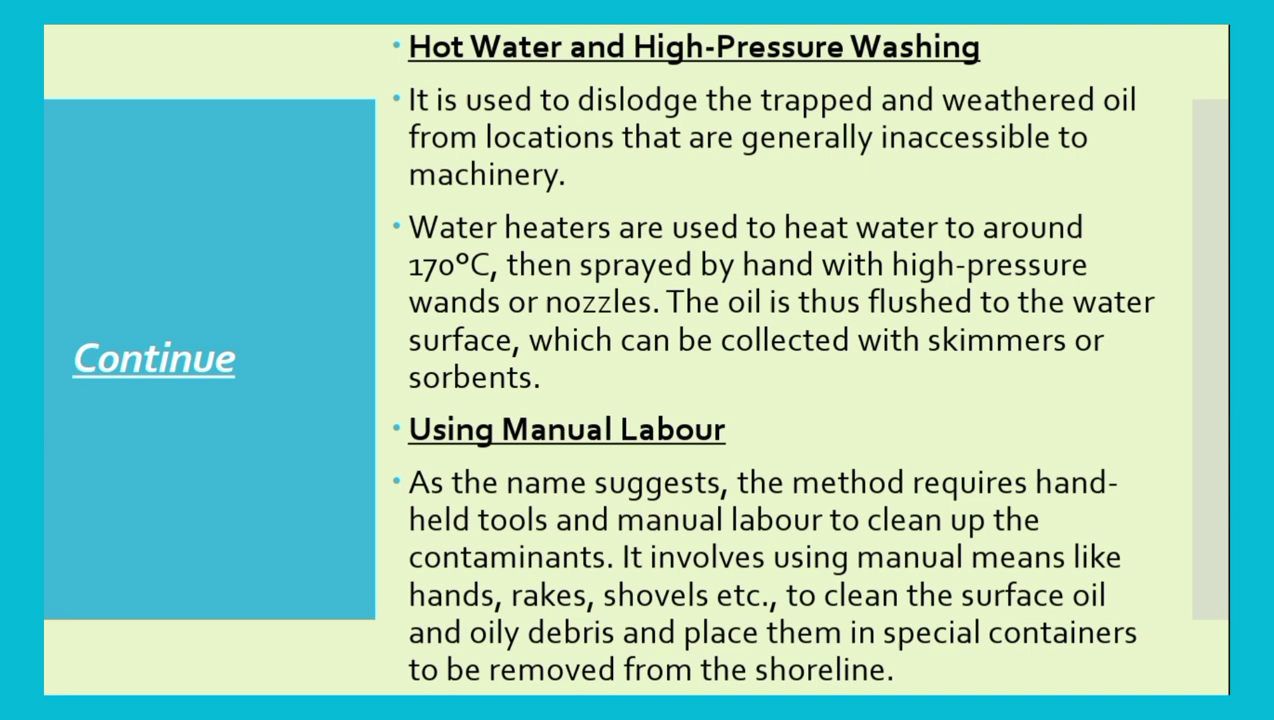 Continue
• Hot Water and High-Pressure Washing
• It is used to dislodge the trapped and weathered oil
from locations that are generally inaccessible to
machinery.
• Water heaters are used to heat water to around
170°C, then sprayed by hand with high-pressure
wands or nozzles. The oil is thus flushed to the water
surface, which can be collected with skimmers or
sorbents.
• Using Manual Labour
• As the name suggests, the method requires hand-
held tools and manual labour to clean up the
contaminants. It involves using manual means like
hands, rakes, shovels etc., to clean the surface oil
and oily debris and place them in special containers
to be removed from the shoreline.